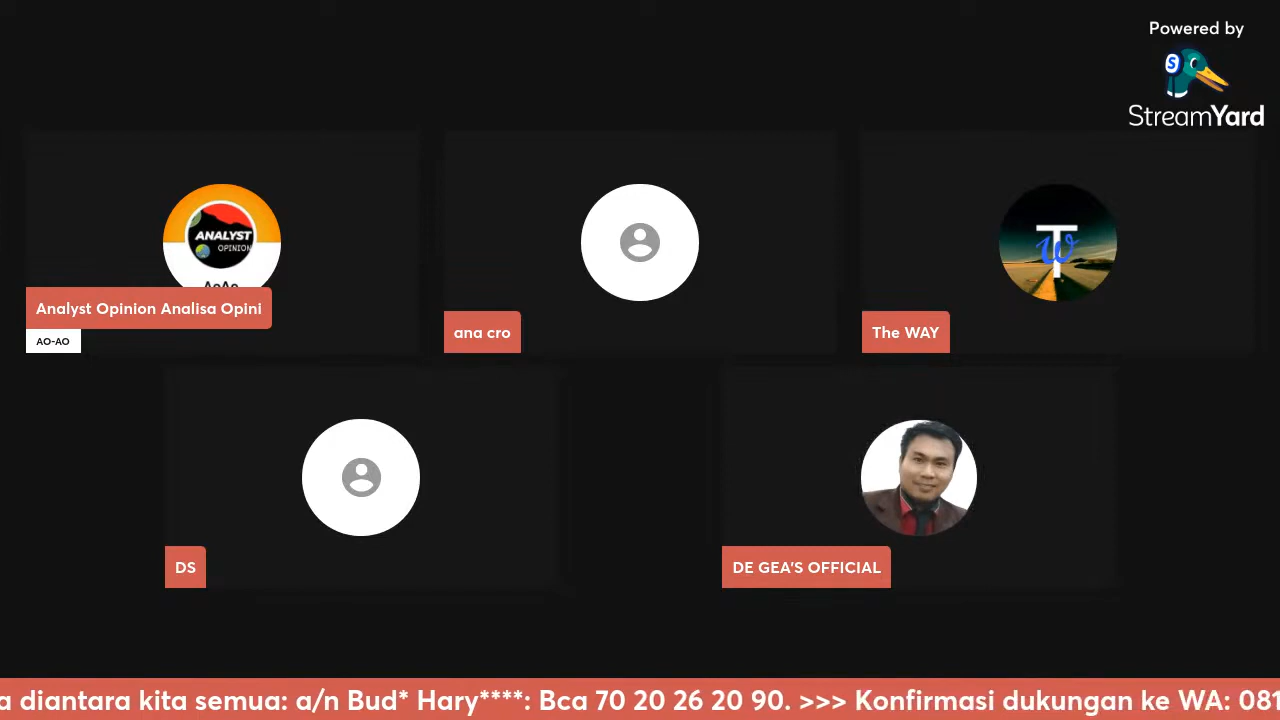 Powered by
StreamYard
S
ANALYST
OPINION
AoAo
Analyst Opinion Analisa Opini
AO-AO
ana cro
T
w
The WAY
DS
DE GEA'S OFFICIAL
a diantara kita semua: a/n Bud* Hary****: Bca 70 20 26 20 90. >>> Konfirmasi dukungan ke WA: 081